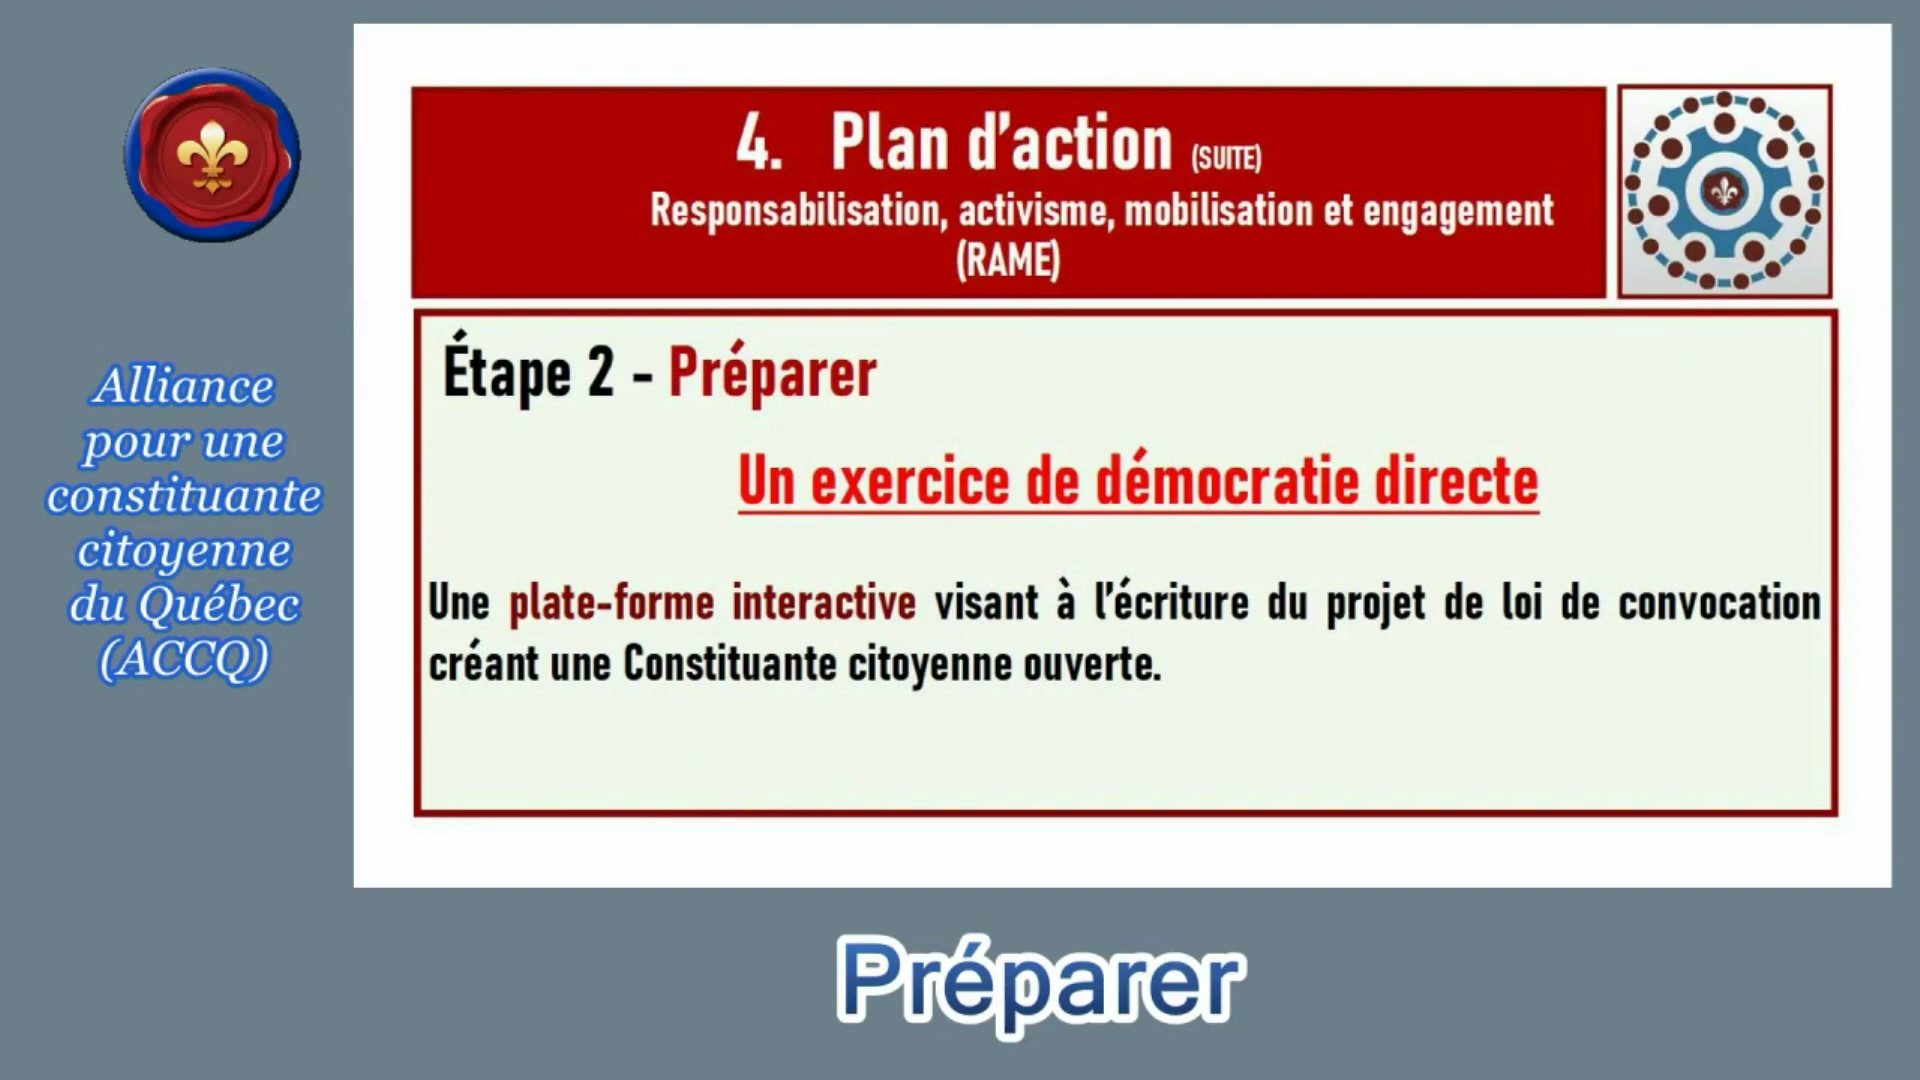 Alliance
pour une
constituante
citoyenne
du Québec
(ACCQ)
4. Plan d’action (SUITE)
Responsabilisation, activisme, mobilisation et engagement
(RAME)
Étape 2 - Préparer
Un exercice de démocratie directe
Une plate-forme interactive visant à l’écriture du projet de loi de convocation
créant une Constituante citoyenne ouverte.
Préparer